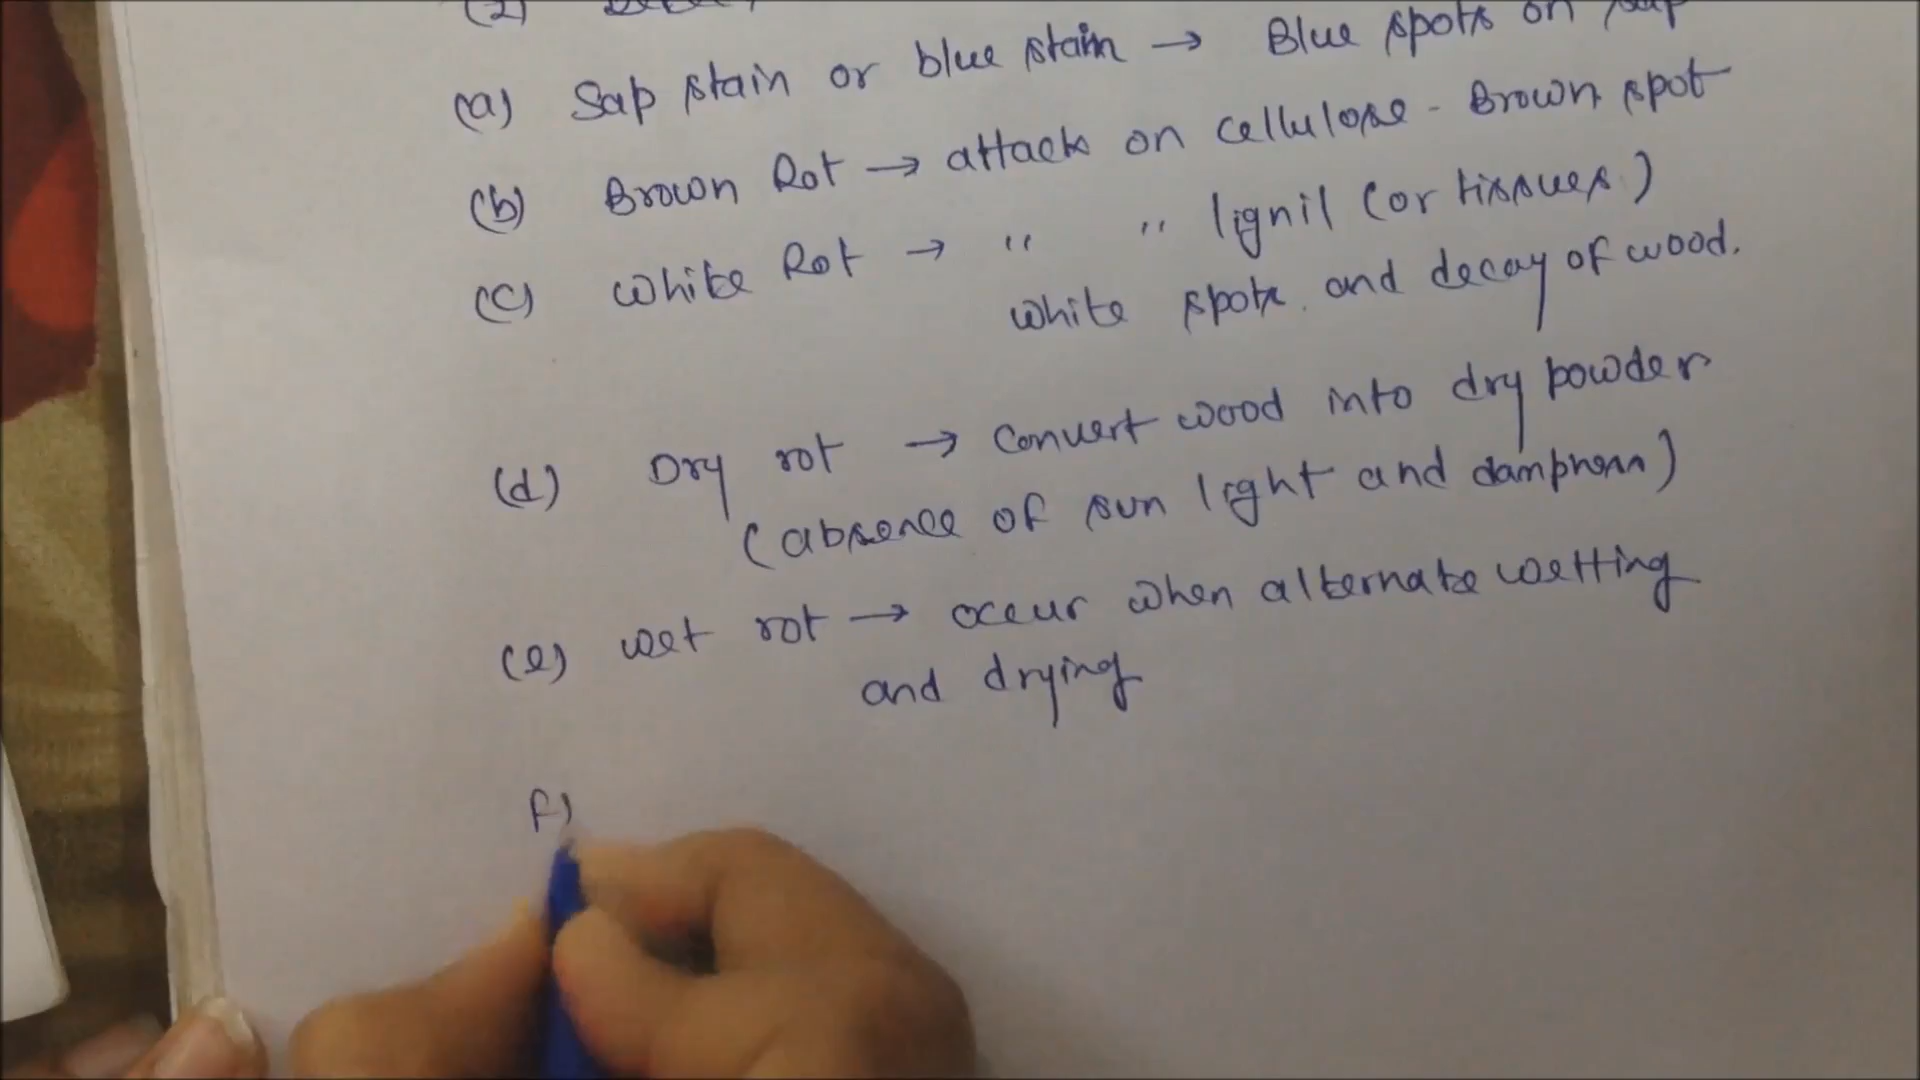 (2)
(a) Sap stain or blue stain → Blue spots on sap
(b) Brown Rot → attack on cellulose - Brown spot
(c) White Rot → " " lignil (or tissues)
white spots and decay of wood.
(d) Dry rot → Convert wood into dry powder
(absence of sun light and dampness)
(e) wet rot → occur when alternate wetting
and drying
f)